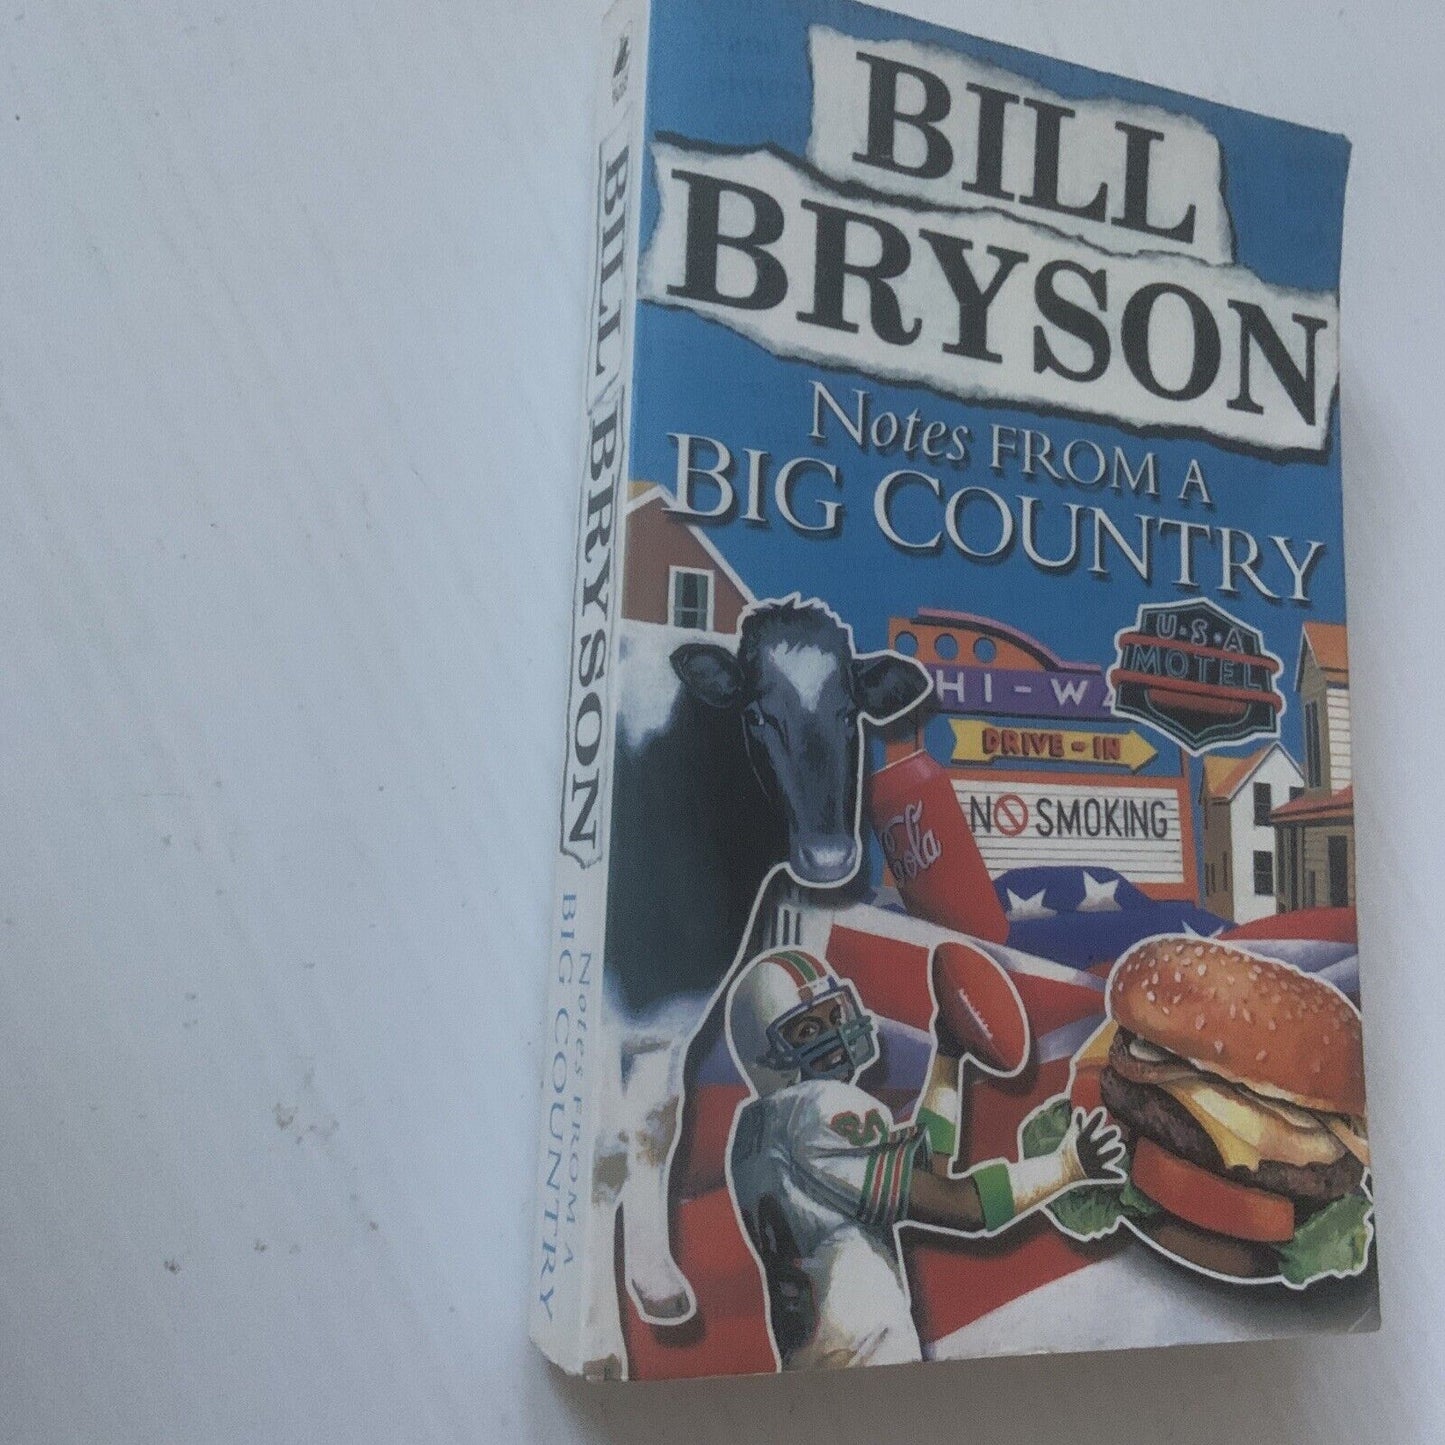 BILL
BRYSON
Notes FROM A
BIG COUNTRY
HI-WA
U·S·A
MOTEL
DRIVE-IN
NO SMOKING
Cola
BILL BRYSON
Notes FROM A
BIG COUNTRY